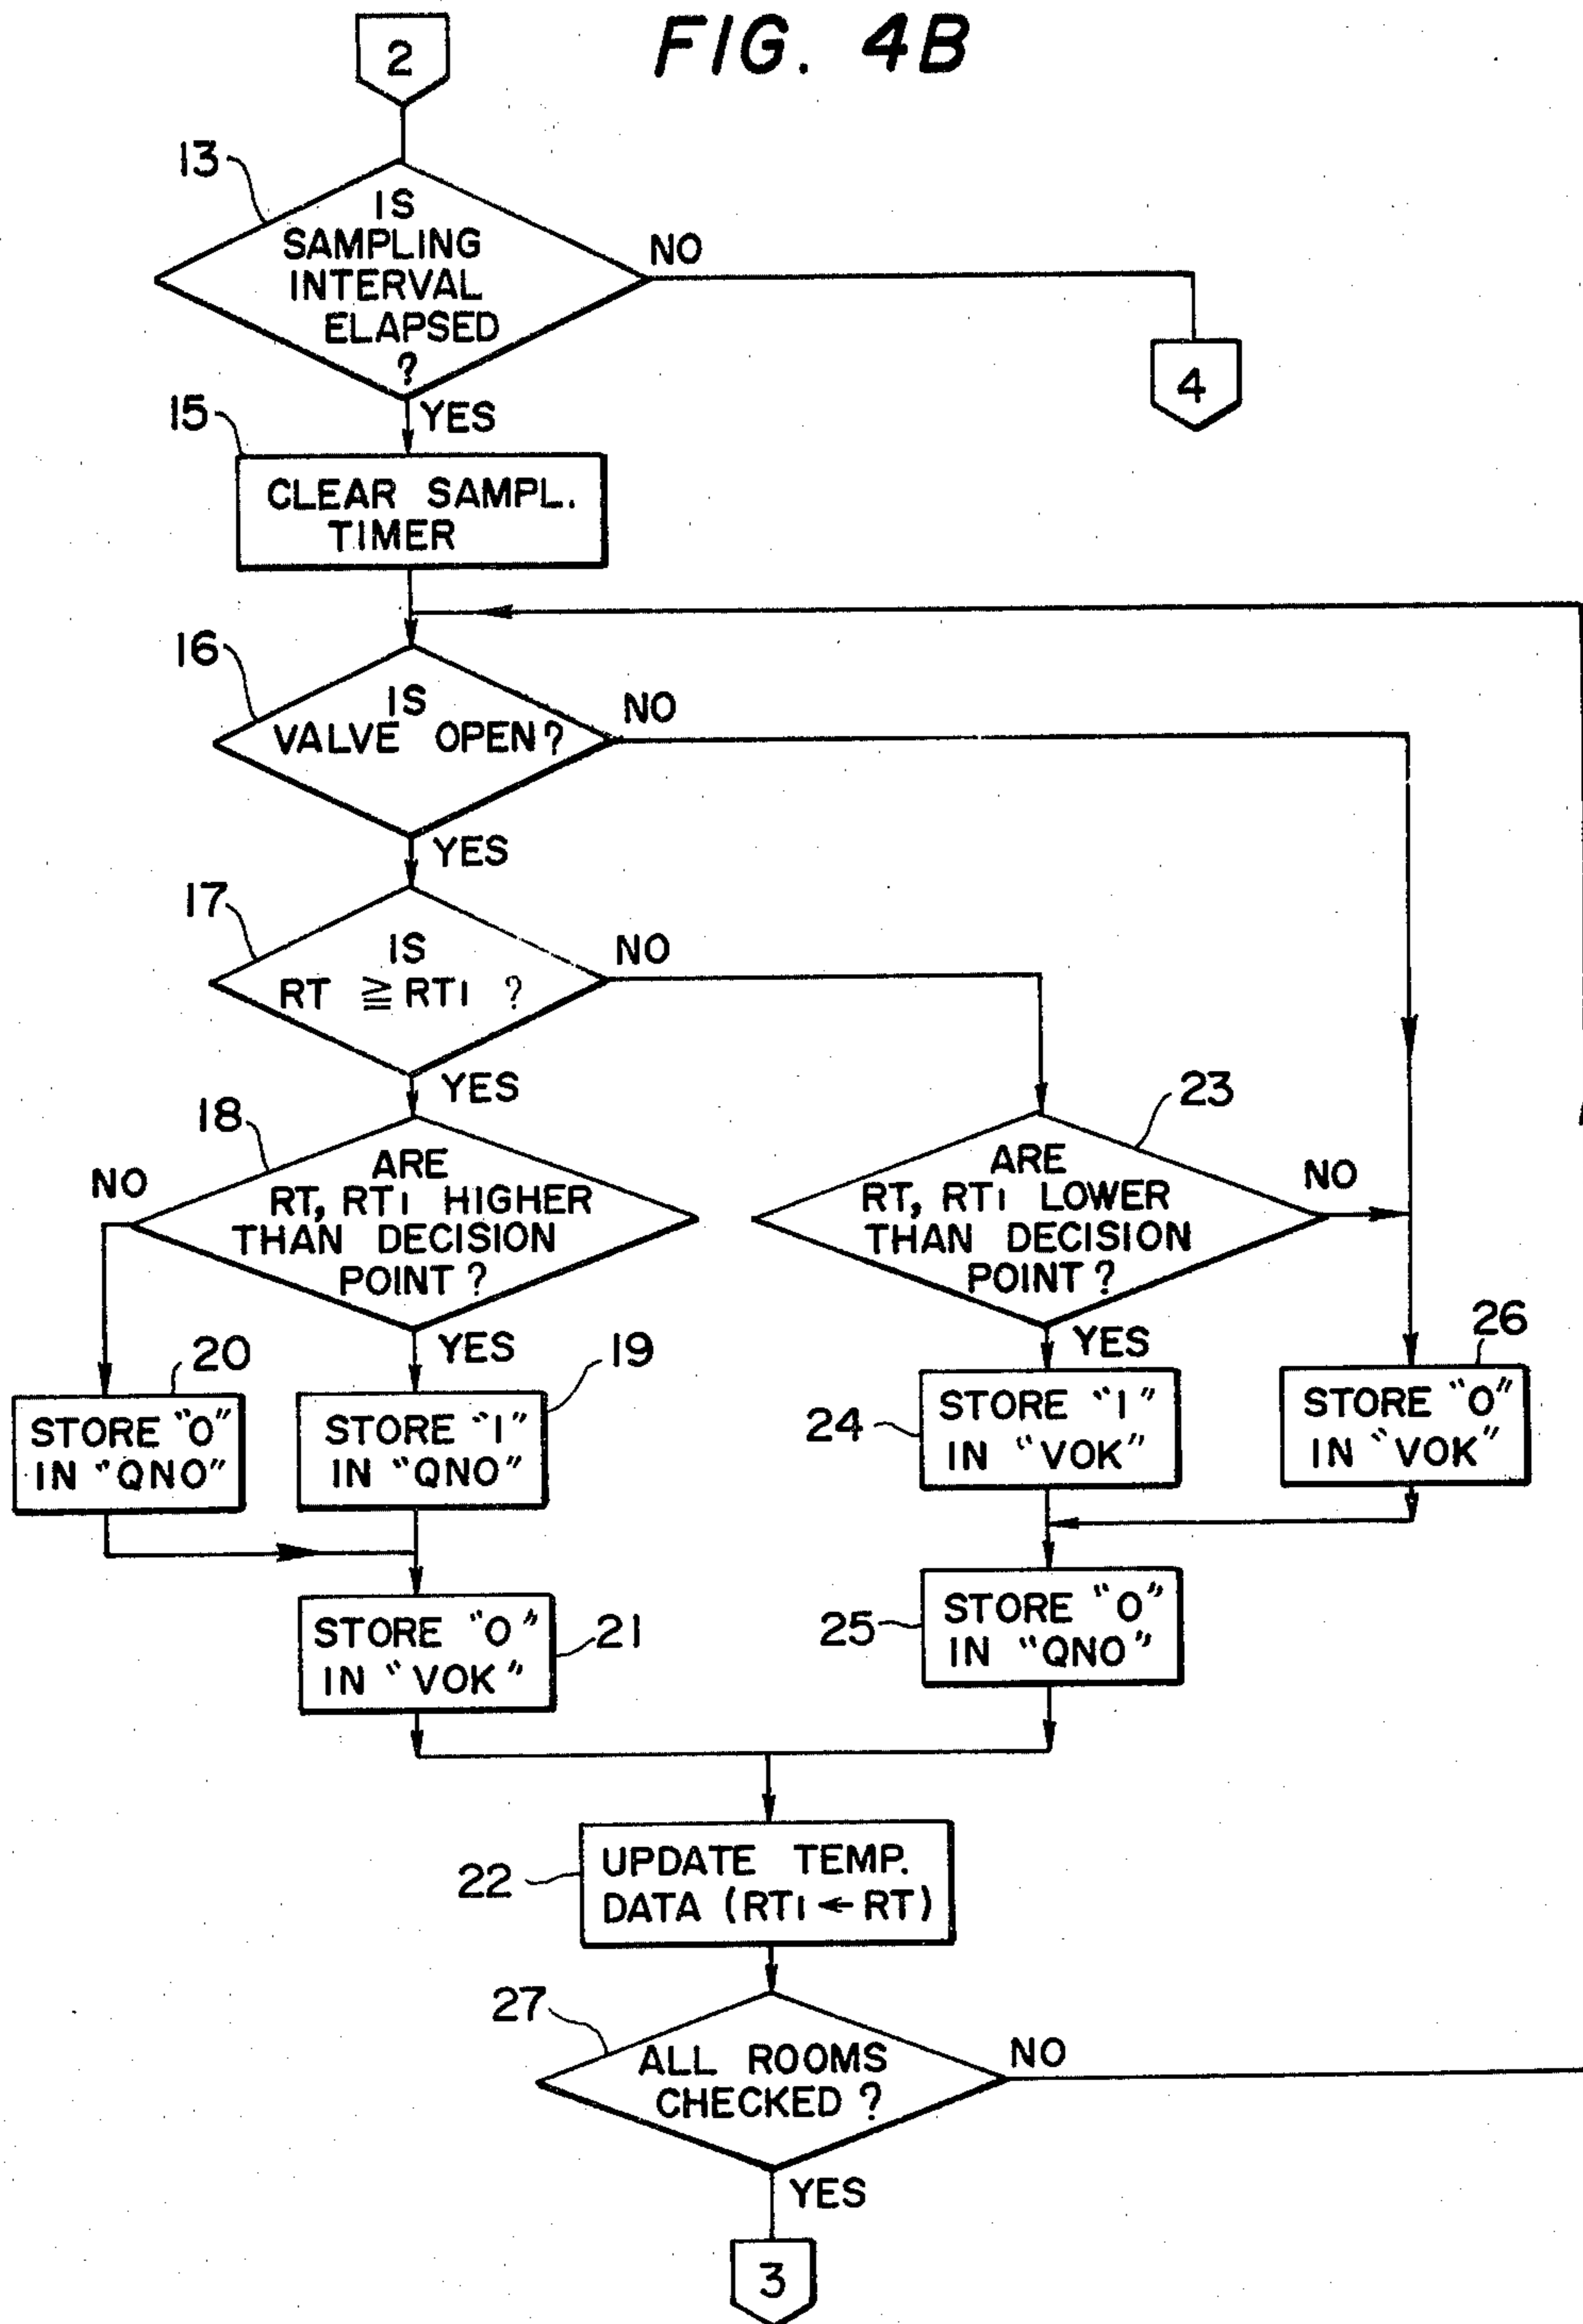 FIG. 4B
2
13
IS
SAMPLING
INTERVAL
ELAPSED
?
NO
4
YES
15
CLEAR SAMPL.
TIMER
16
IS
VALVE OPEN?
NO
YES
17
IS
RT ≧ RT1 ?
NO
YES
18
ARE
RT, RT1 HIGHER
THAN DECISION
POINT?
NO
YES
23
ARE
RT, RT1 LOWER
THAN DECISION
POINT?
NO
YES
20
STORE "0"
IN "QNO"
19
STORE "1"
IN "QNO"
24
STORE "1"
IN "VOK"
26
STORE "0"
IN "VOK"
21
STORE "0"
IN "VOK"
25
STORE "0"
IN "QNO"
22
UPDATE TEMP.
DATA (RT1 ← RT)
27
ALL ROOMS
CHECKED?
NO
YES
3